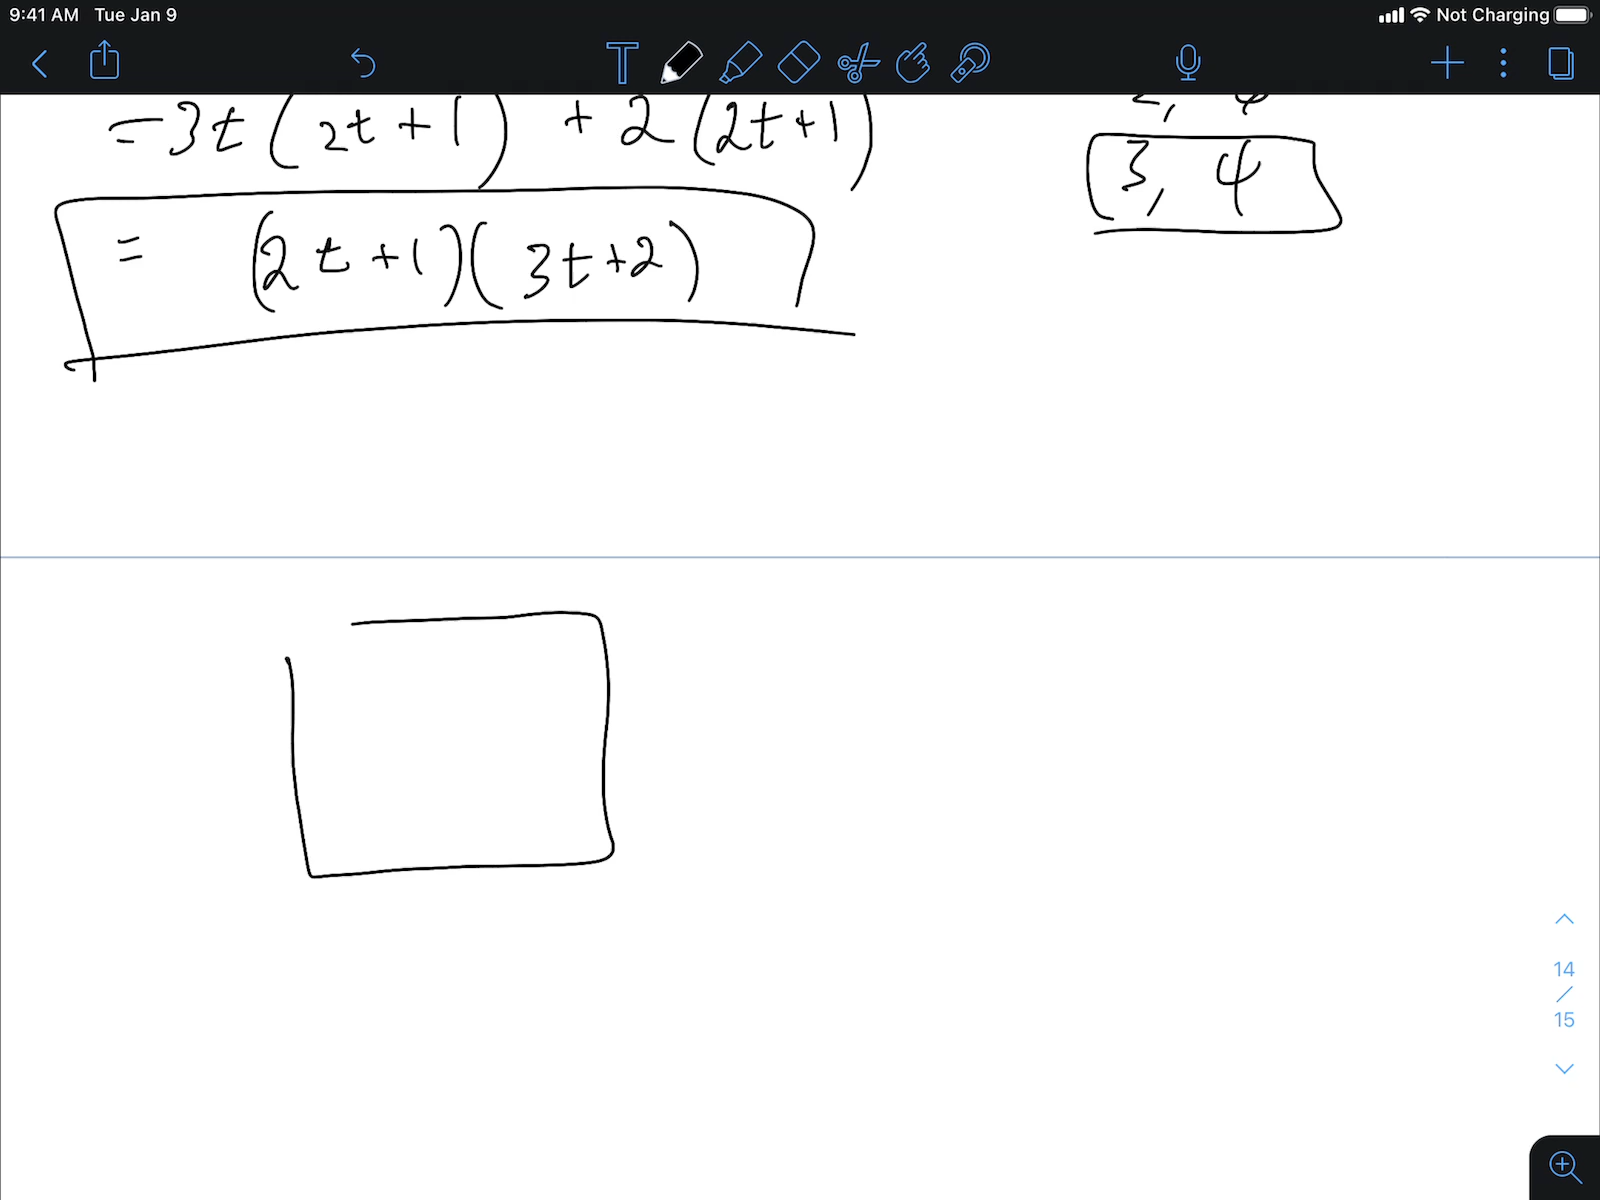 9:41 AM Tue Jan 9
Not Charging
T
= 3t ( 2t + 1 ) + 2 ( 2t + 1 )
3, 4
= (2t + 1)( 3t + 2 )
14
/
15